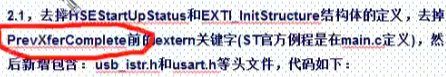 2.1，去掉HSEStartUpStatus和EXTI_InitStructure结构体的定义，去掉
PrevXferComplete前的extern关键字(ST官方例程是在main.c定义)，然
后新增包含：usb_istr.h和usart.h等头文件，代码如下：